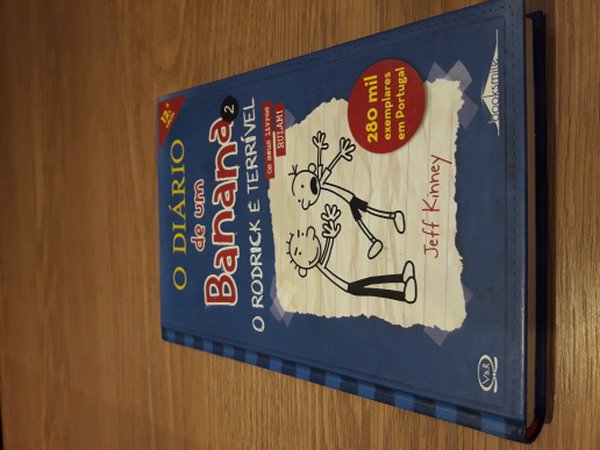 12.ª
O DIÁRIO
de um
Banana
2
O RODRICK É TERRÍVEL
Os meus livros
RULAM!
280 mil
exemplares
em Portugal
Jeff Kinney
booksmile
V&R